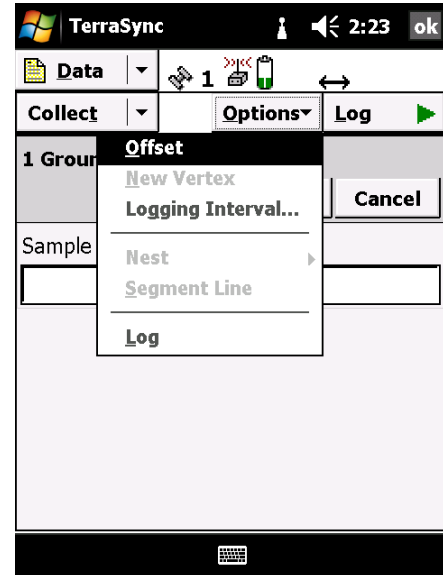 TerraSync 2:23 ok
Data 1
Collect Options Log
1 Grour
Offset
New Vertex
Logging Interval...
Cancel
Sample
Nest
Segment Line
Log